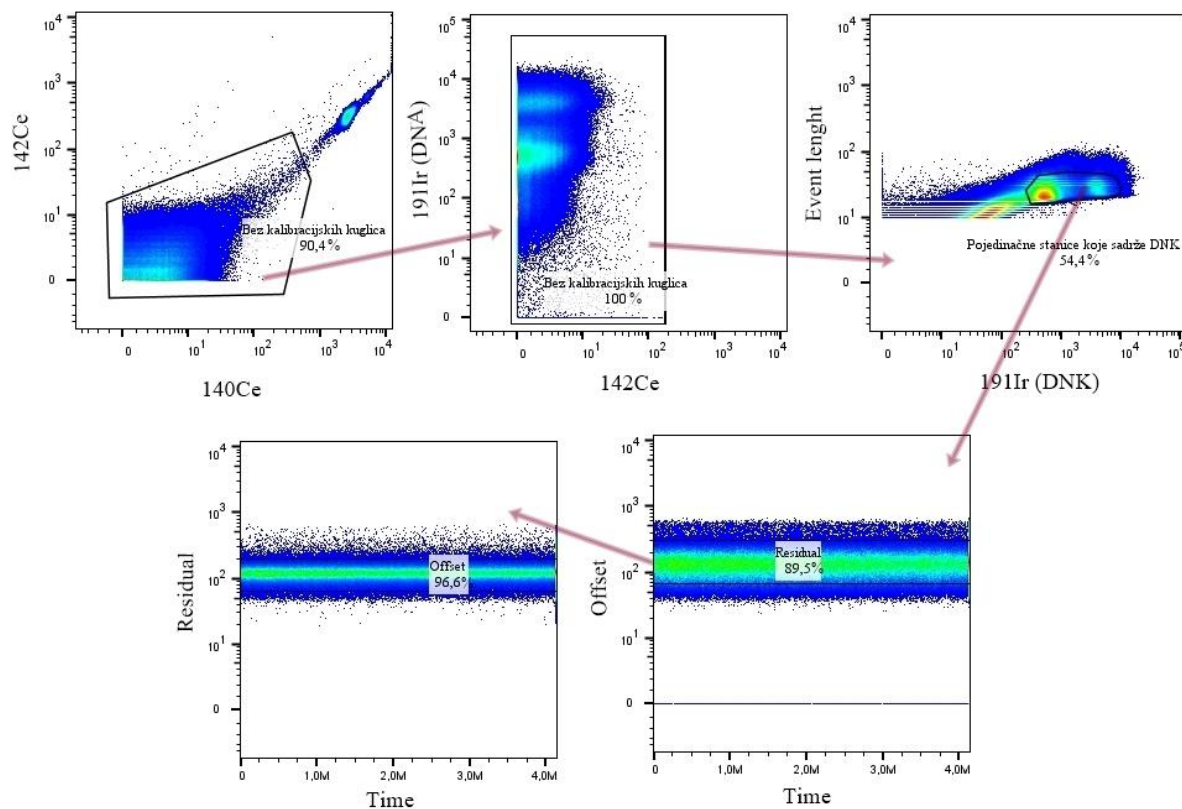 10⁴
10³
10²
10¹
0
142Ce
Bez kalibracijskih kuglica
90,4 %
0
10¹
10²
10³
10⁴
140Ce
10⁵
10⁴
10³
10²
10¹
0
191Ir (DNA)
Bez kalibracijskih kuglica
100 %
0
10¹
10²
10³
10⁴
142Ce
10³
10²
10¹
0
Event lenght
Pojedinačne stanice koje sadrže DNK
54,4 %
0
10¹
10²
10³
10⁴
10⁵
191Ir (DNK)
10⁴
10³
10²
10¹
0
Residual
Offset
96,6%
0
1,0M
2,0M
3,0M
4,0M
Time
10⁴
10³
10²
10¹
0
Offset
Residual
89,5%
0
1,0M
2,0M
3,0M
4,0M
Time